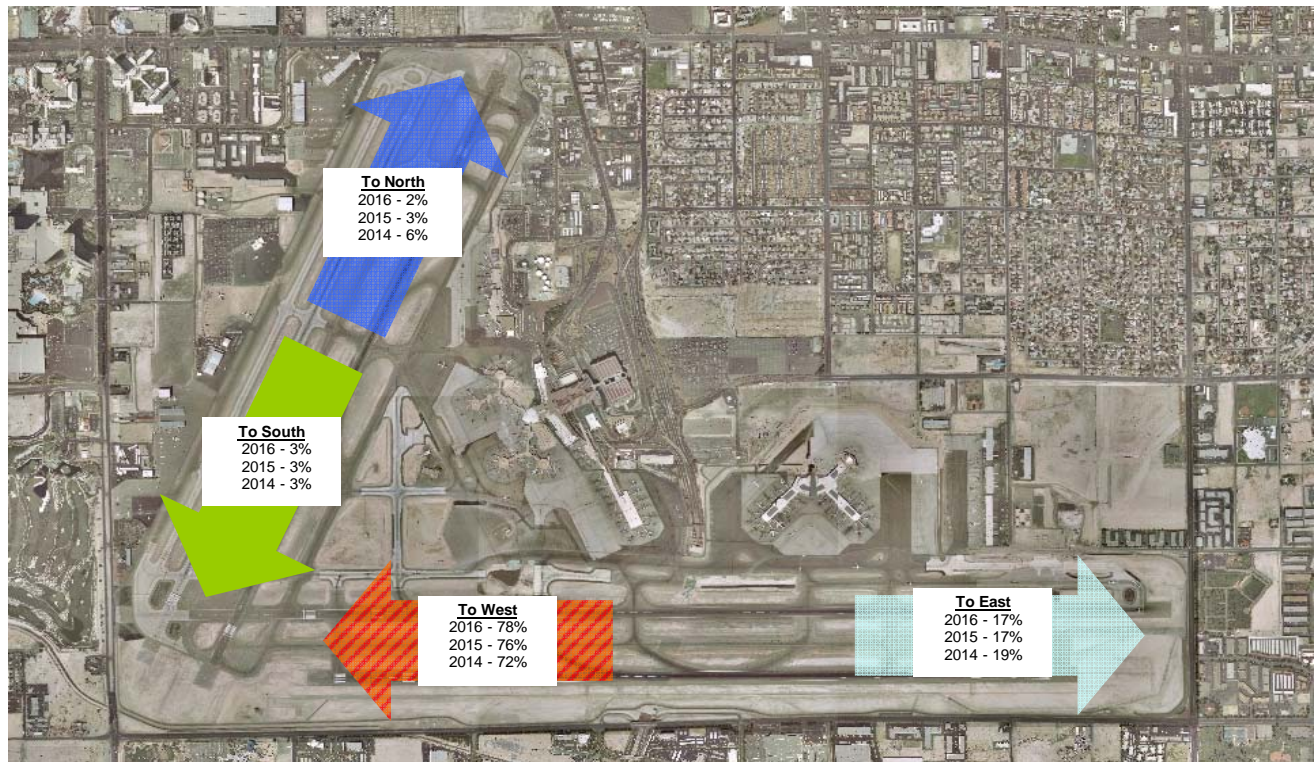 To North
2016 - 2%
2015 - 3%
2014 - 6%
To South
2016 - 3%
2015 - 3%
2014 - 3%
To West
2016 - 78%
2015 - 76%
2014 - 72%
To East
2016 - 17%
2015 - 17%
2014 - 19%